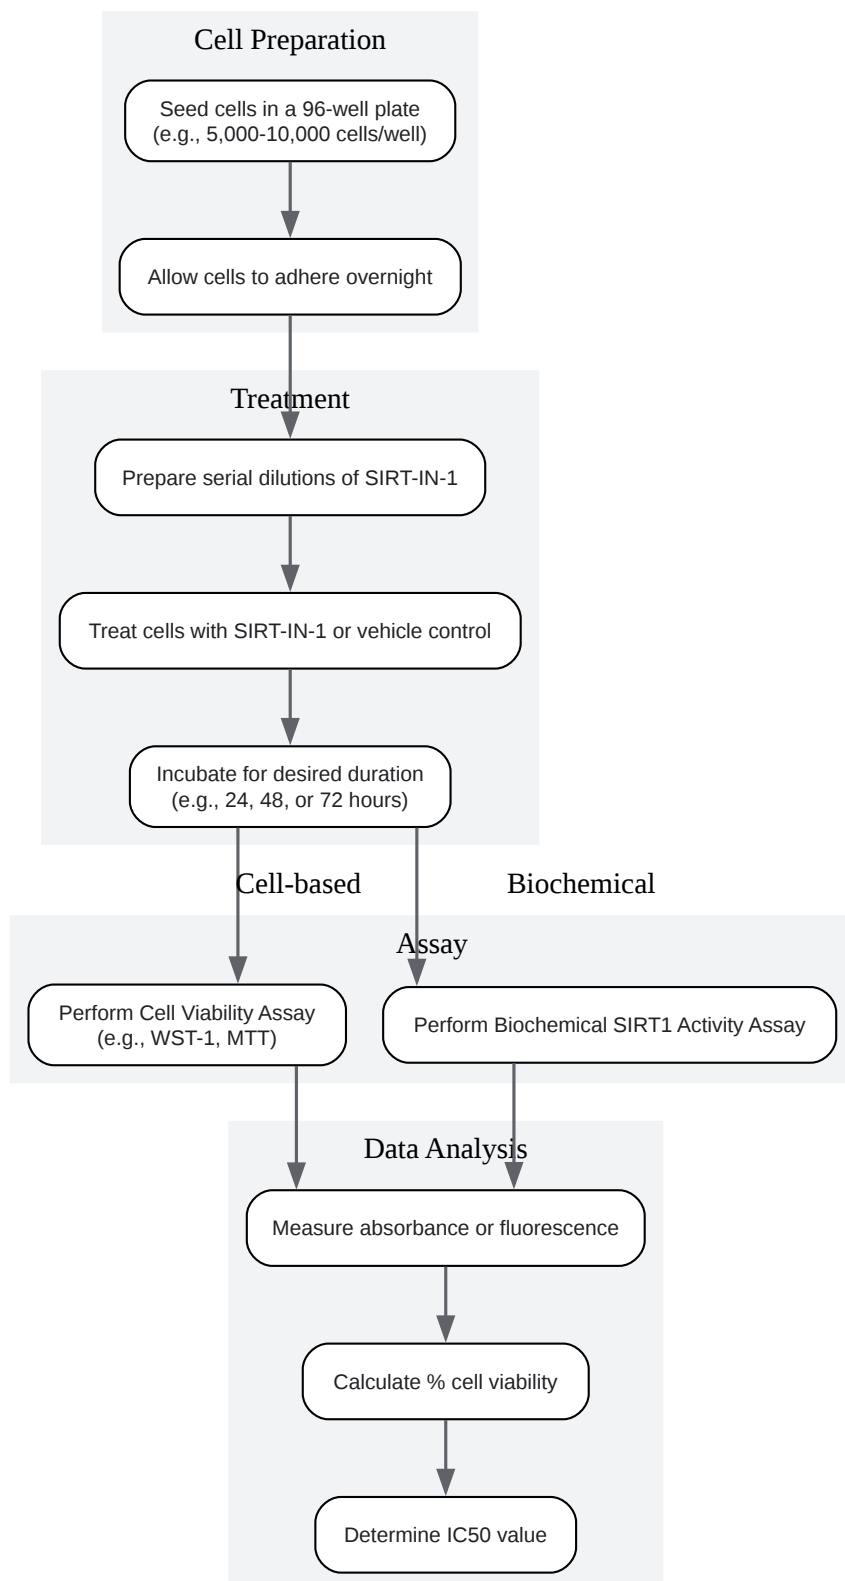 Cell Preparation
Seed cells in a 96-well plate
(e.g., 5,000-10,000 cells/well)
Allow cells to adhere overnight
Treatment
Prepare serial dilutions of SIRT-IN-1
Treat cells with SIRT-IN-1 or vehicle control
Incubate for desired duration
(e.g., 24, 48, or 72 hours)
Cell-based
Biochemical
Assay
Perform Cell Viability Assay
(e.g., WST-1, MTT)
Perform Biochemical SIRT1 Activity Assay
Data Analysis
Measure absorbance or fluorescence
Calculate % cell viability
Determine IC50 value